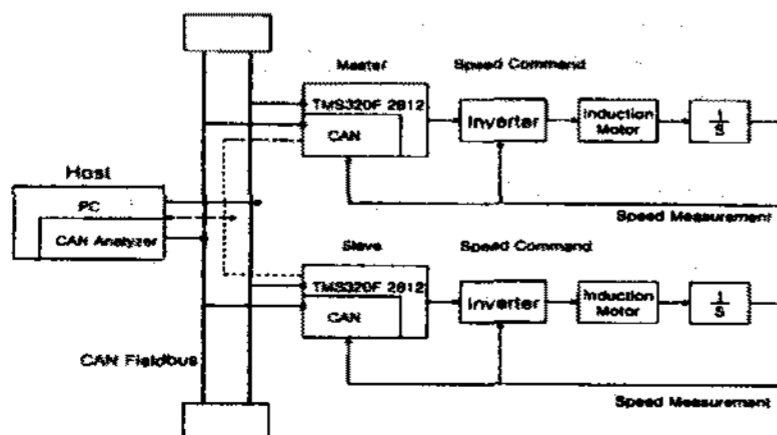 Master
Speed Command
TMS320F 2812
CAN
Inverter
Induction
Motor
1
S
Host
PC
CAN Analyzer
Speed Measurement
Slave
Speed Command
TMS320F 2812
CAN
Inverter
Induction
Motor
1
S
CAN Fieldbus
Speed Measurement